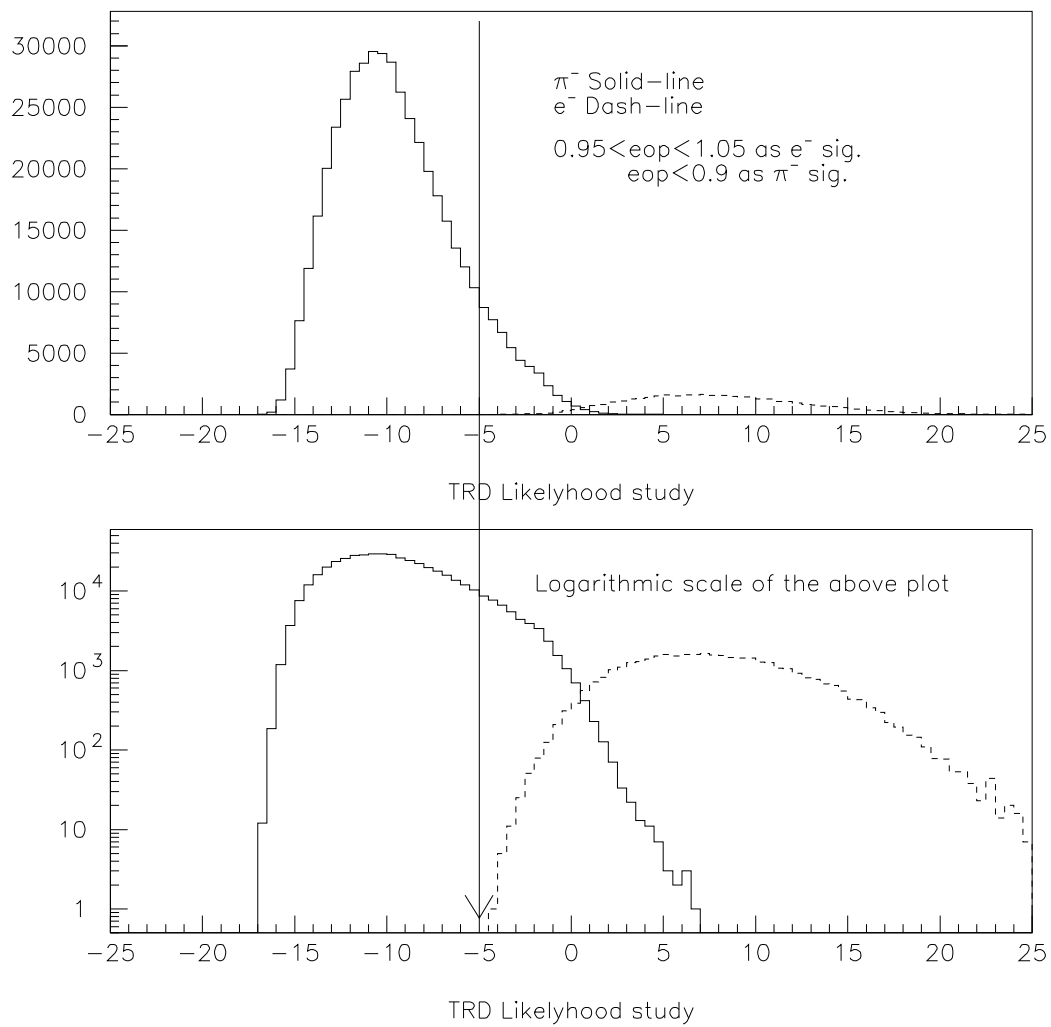 30000
25000
20000
15000
10000
5000
0
π⁻ Solid−line
e⁻ Dash−line
0.95<eop<1.05 as e⁻ sig.
eop<0.9 as π⁻ sig.
−25 −20 −15 −10 −5 0 5 10 15 20 25
TRD Likelyhood study
Logarithmic scale of the above plot
10⁴
10³
10²
10
1
−25 −20 −15 −10 −5 0 5 10 15 20 25
TRD Likelyhood study